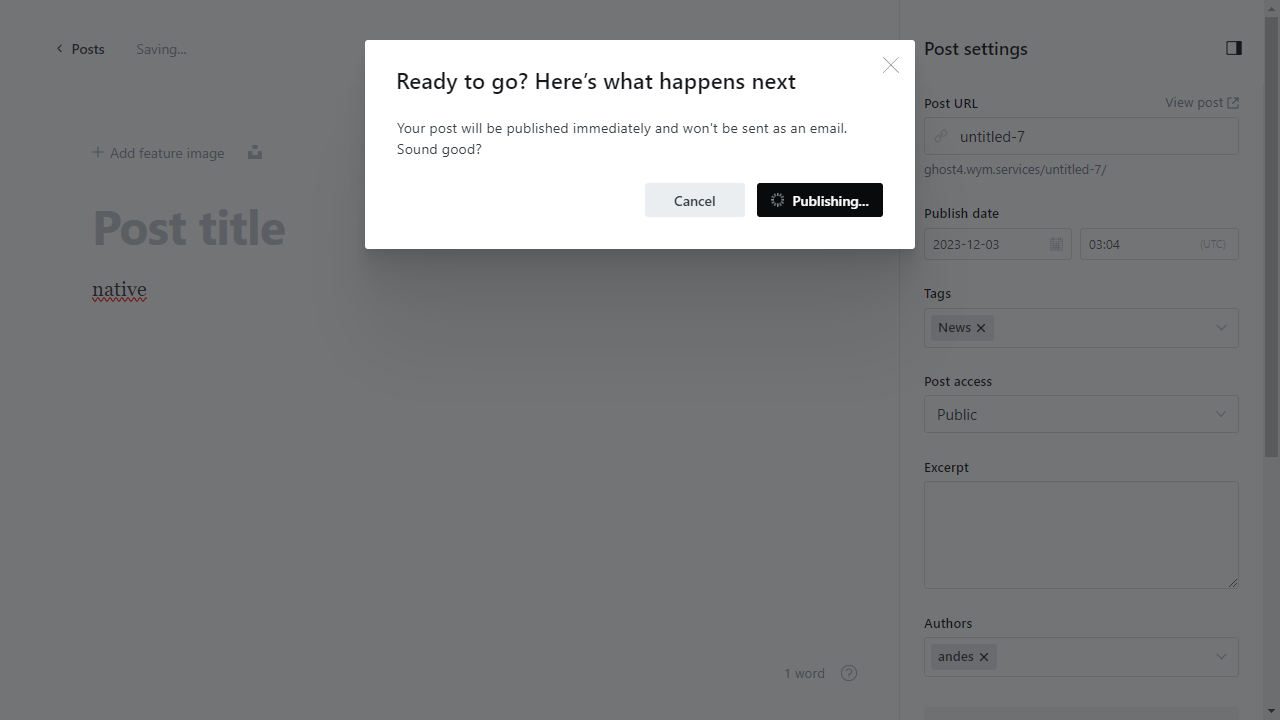 Posts
Saving...
Ready to go? Here's what happens next
Your post will be published immediately and won't be sent as an email.
Sound good?
Cancel
Publishing...
Add feature image
Post title
native
1 word
Post settings
Post URL
View post
untitled-7
ghost4.wym.services/untitled-7/
Publish date
2023-12-03
03:04
(UTC)
Tags
News
Post access
Public
Excerpt
Authors
andes